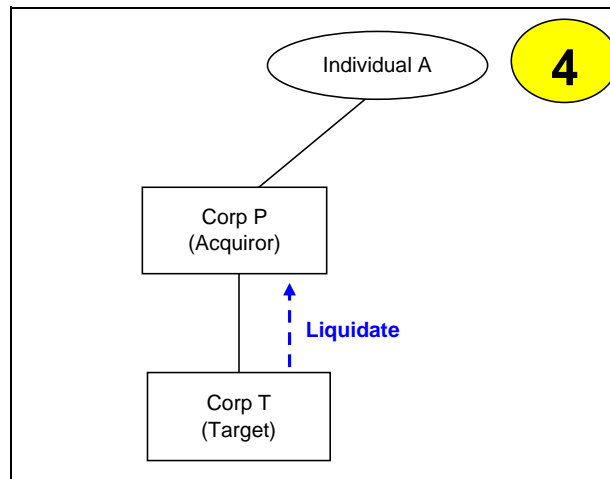 Individual A
4
Corp P
(Acquiror)
Liquidate
Corp T
(Target)